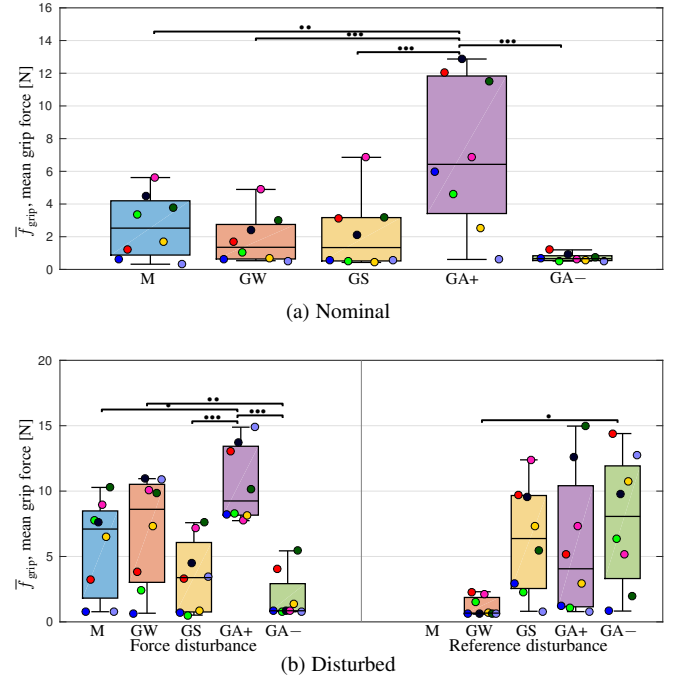 16
14
12
10
8
6
4
2
0
f̅grip, mean grip force [N]
•• ••• ••• •••
M GW GS GA+ GA−
(a) Nominal
20
15
10
5
0
f̅grip, mean grip force [N]
• •• ••• ••• •
M GW GS GA+ GA− M GW GS GA+ GA−
Force disturbance Reference disturbance
(b) Disturbed